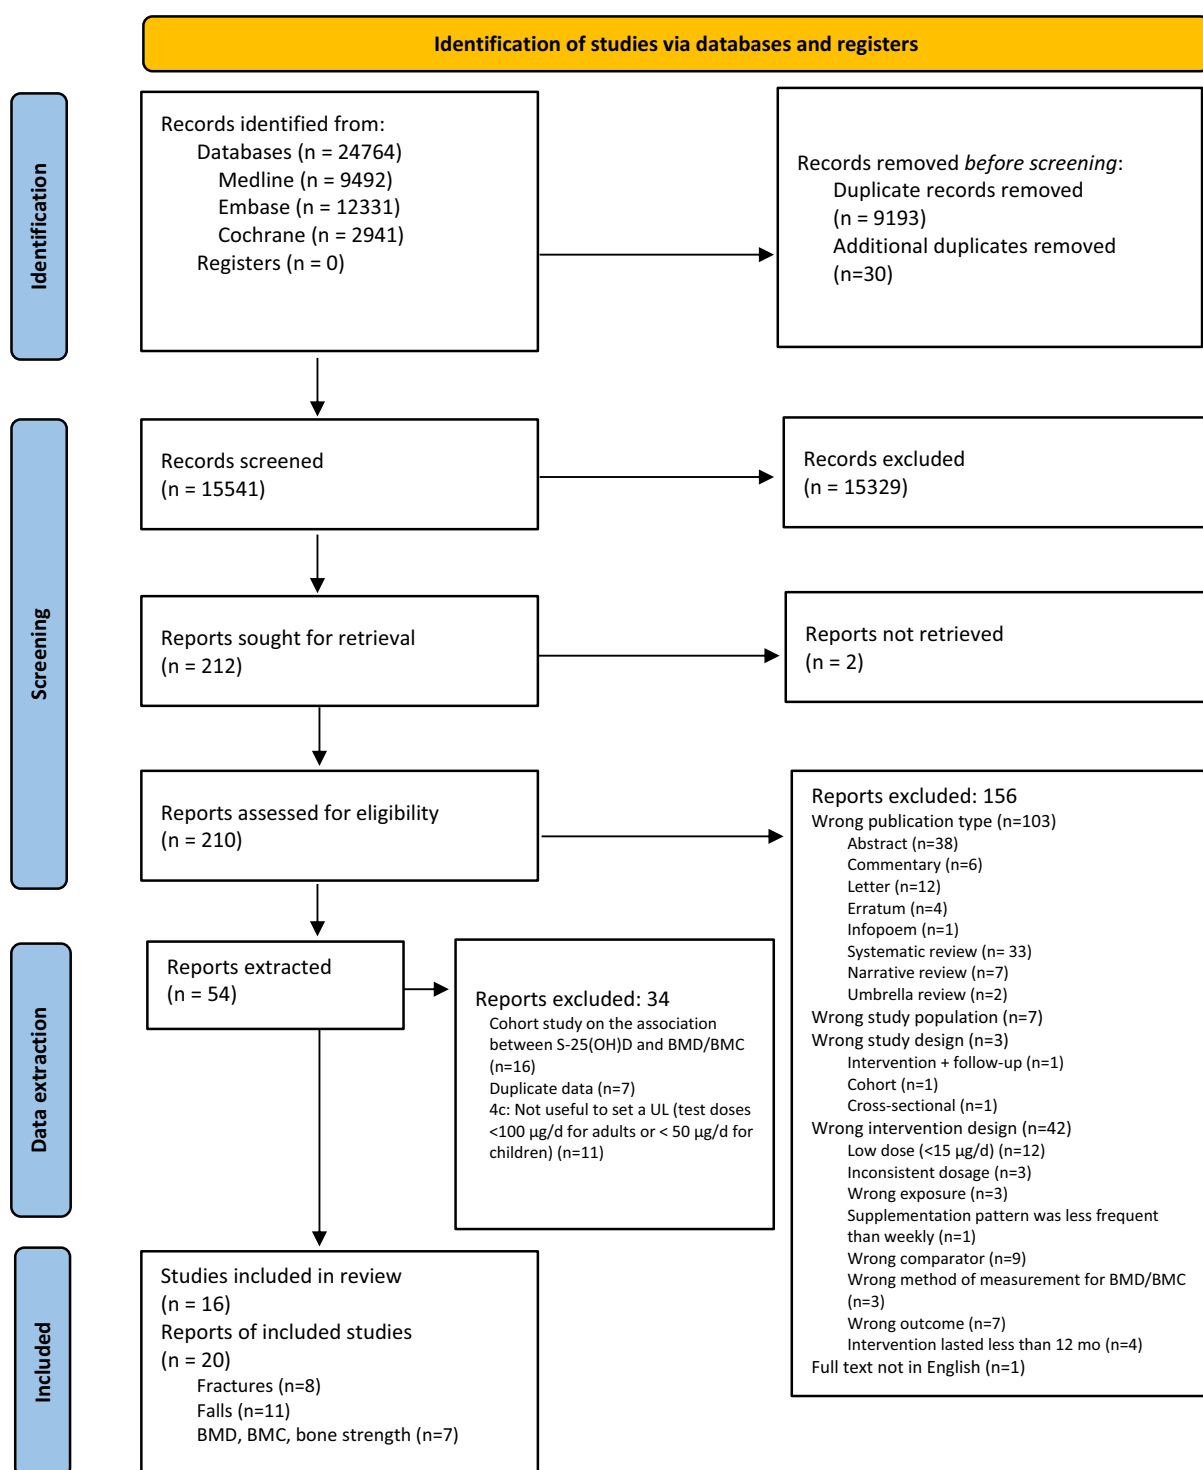 Identification of studies via databases and registers
Identification
Records identified from:
Databases (n = 24764)
Medline (n = 9492)
Embase (n = 12331)
Cochrane (n = 2941)
Registers (n = 0)
Records removed before screening:
Duplicate records removed
(n = 9193)
Additional duplicates removed
(n=30)
Screening
Records screened
(n = 15541)
Records excluded
(n = 15329)
Reports sought for retrieval
(n = 212)
Reports not retrieved
(n = 2)
Reports assessed for eligibility
(n = 210)
Reports excluded: 156
Wrong publication type (n=103)
Abstract (n=38)
Commentary (n=6)
Letter (n=12)
Erratum (n=4)
Infopoem (n=1)
Systematic review (n= 33)
Narrative review (n=7)
Umbrella review (n=2)
Wrong study population (n=7)
Wrong study design (n=3)
Intervention + follow-up (n=1)
Cohort (n=1)
Cross-sectional (n=1)
Wrong intervention design (n=42)
Low dose (<15 µg/d) (n=12)
Inconsistent dosage (n=3)
Wrong exposure (n=3)
Supplementation pattern was less frequent
than weekly (n=1)
Wrong comparator (n=9)
Wrong method of measurement for BMD/BMC
(n=3)
Wrong outcome (n=7)
Intervention lasted less than 12 mo (n=4)
Full text not in English (n=1)
Data extraction
Reports extracted
(n = 54)
Reports excluded: 34
Cohort study on the association
between S-25(OH)D and BMD/BMC
(n=16)
Duplicate data (n=7)
4c: Not useful to set a UL (test doses
<100 µg/d for adults or < 50 µg/d for
children) (n=11)
Included
Studies included in review
(n = 16)
Reports of included studies
(n = 20)
Fractures (n=8)
Falls (n=11)
BMD, BMC, bone strength (n=7)